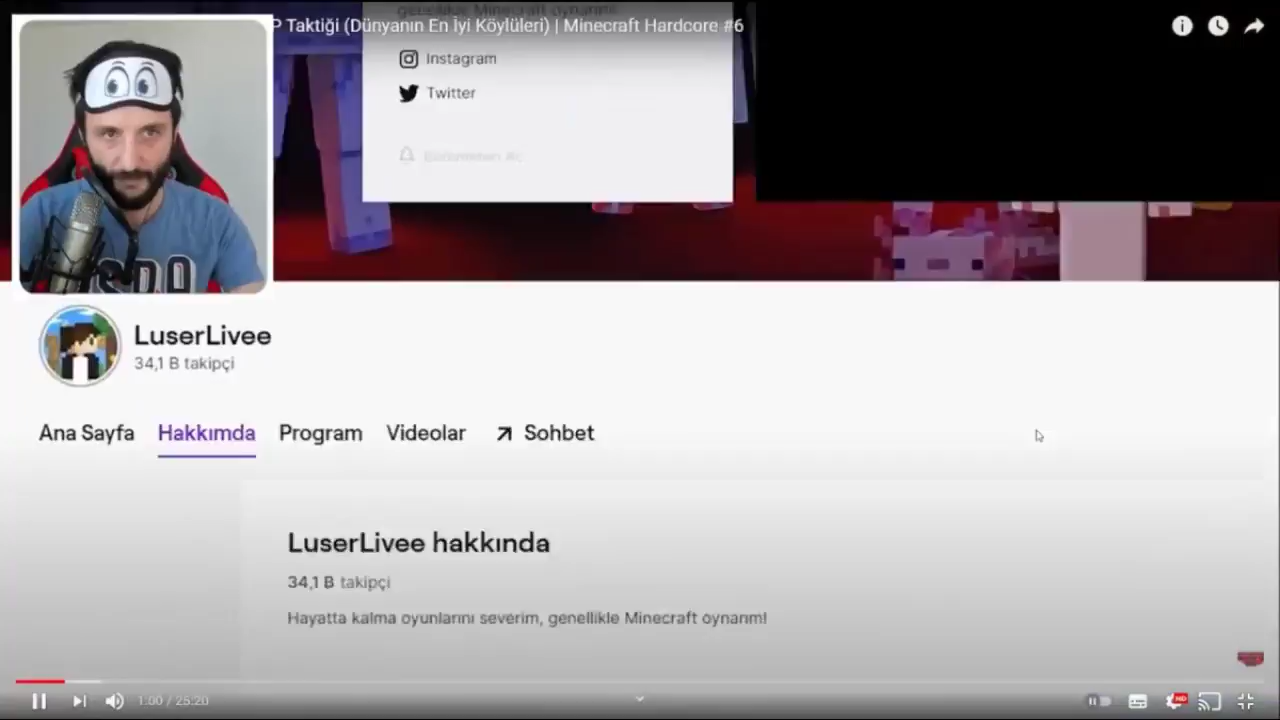 P Taktiği (Dünyanın En İyi Köylüleri) | Minecraft Hardcore #6
Instagram
Twitter
LuserLivee
34,1 B takipçi
Ana Sayfa Hakkımda Program Videolar Sohbet
LuserLivee hakkında
34,1 B takipçi
Hayatta kalma oyunlarını severim, genellikle Minecraft oynarım!
1:00 / 25:20
HD